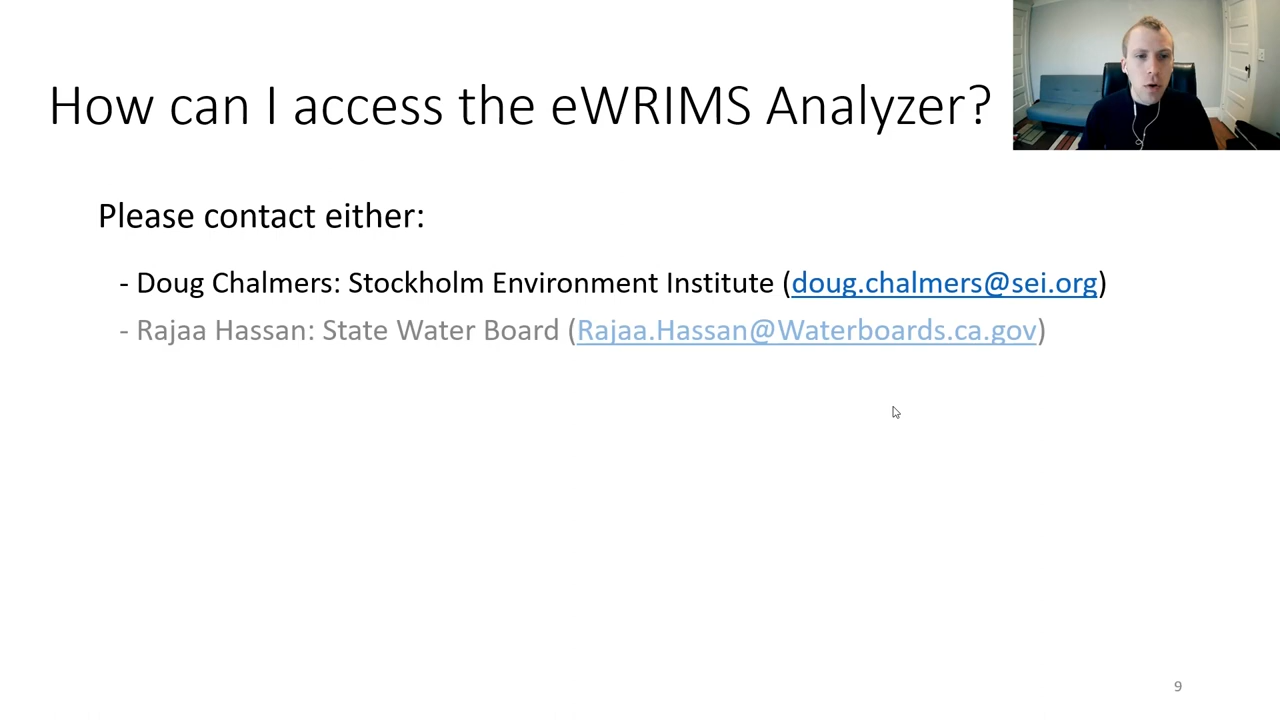 How can I access the eWRIMS Analyzer?
Please contact either:
- Doug Chalmers: Stockholm Environment Institute (doug.chalmers@sei.org)
- Rajaa Hassan: State Water Board (Rajaa.Hassan@Waterboards.ca.gov)
9